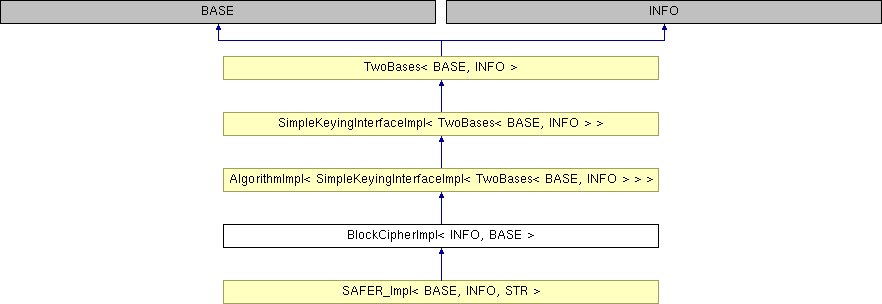 BASE
INFO
TwoBases< BASE, INFO >
SimpleKeyingInterfaceImpl< TwoBases< BASE, INFO > >
AlgorithmImpl< SimpleKeyingInterfaceImpl< TwoBases< BASE, INFO > > >
BlockCipherImpl< INFO, BASE >
SAFER_Impl< BASE, INFO, STR >